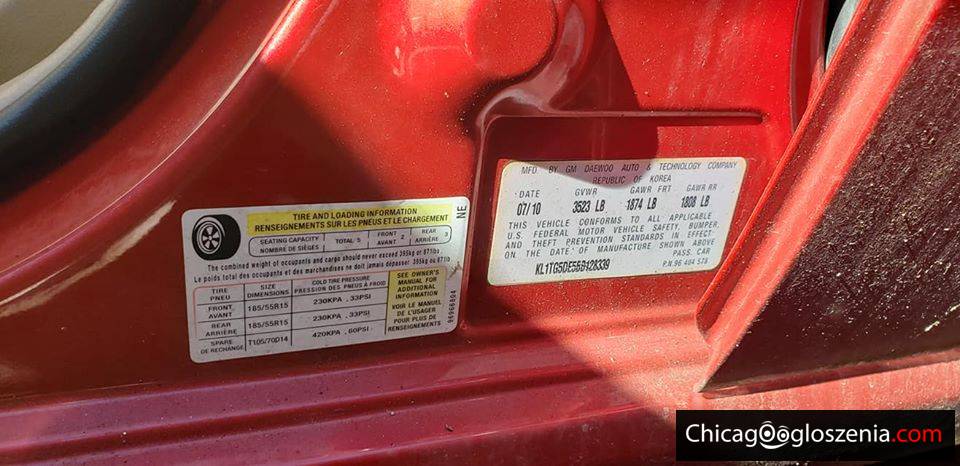 MFD. BY GM DAEWOO AUTO & TECHNOLOGY COMPANY
REPUBLIC OF KOREA
DATE GVWR GAWR FRT GAWR RR
07/10 3523 LB 1874 LB 1808 LB
THIS VEHICLE CONFORMS TO ALL APPLICABLE
U.S. FEDERAL MOTOR VEHICLE SAFETY, BUMPER,
AND THEFT PREVENTION STANDARDS IN EFFECT
ON THE DATE OF MANUFACTURE SHOWN ABOVE
PASS. CAR
P.N. 96 484 578
NE
TIRE AND LOADING INFORMATION
RENSEIGNEMENTS SUR LES PNEUS ET LE CHARGEMENT
SEATING CAPACITY
NOMBRE DE SIÈGES
TOTAL 5
FRONT
AVANT 2
REAR
ARRIÈRE 3
The combined weight of occupants and cargo should never exceed 395kg or 871lbs
Le poids total des occupants et des marchandises ne doit jamais dépasser 395kg ou 871lb
TIRE
PNEU
SIZE
DIMENSIONS
COLD TIRE PRESSURE
PRESSION DES PNEUS À FROID
FRONT
AVANT
185/55R15
230KPA , 33PSI
REAR
ARRIÈRE
185/55R15
230KPA , 33PSI
SPARE
DE RECHANGE
T105/70D14
420KPA , 60PSI
SEE OWNER'S
MANUAL FOR
ADDITIONAL
INFORMATION
VOIR LE MANUEL
DE L'USAGER
POUR PLUS DE
RENSEIGNEMENTS
96966894
Chicagoogloszenia.com